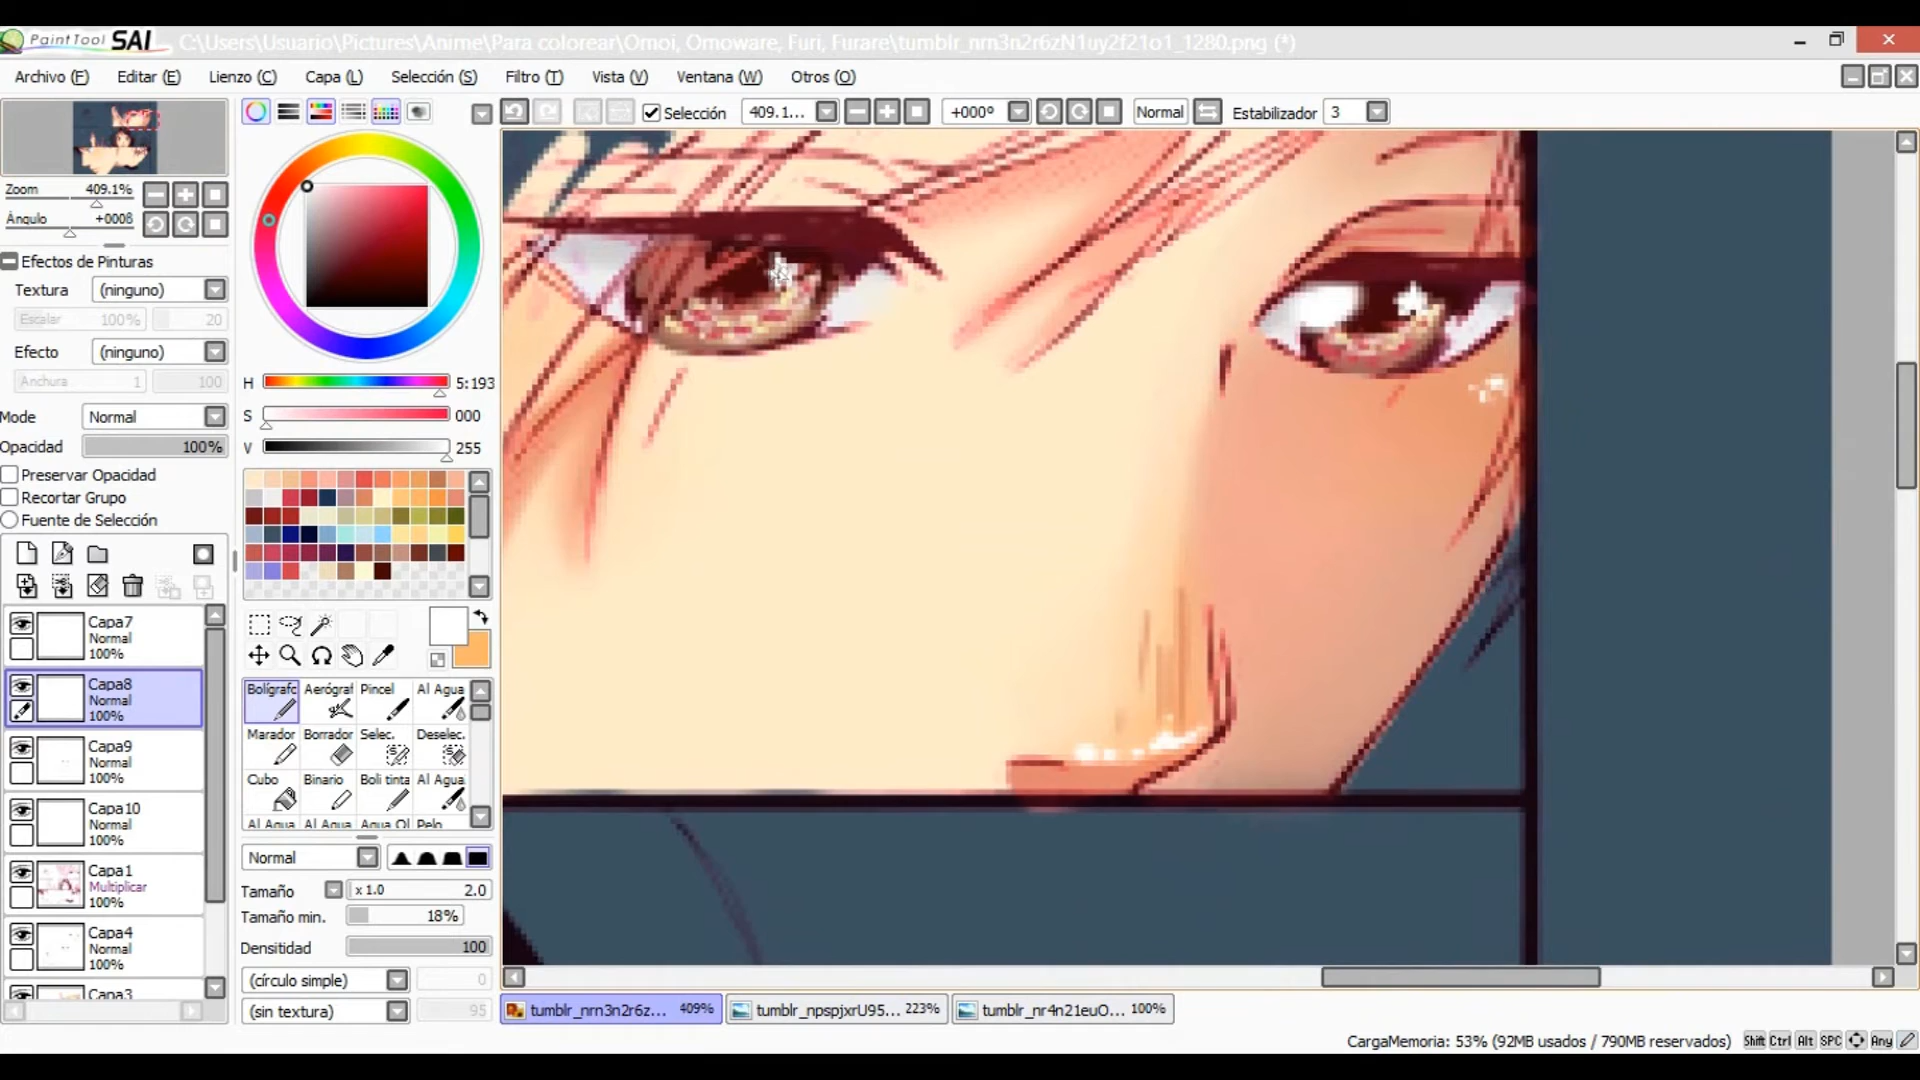 PaintTool SAI C:\Users\Usuario\Pictures\Anime\Para colorear\Omoi, Omoware, Furi, Furare\tumblr_nrn3n2r6zN1uy2f21o1_1280.png (*)
Archivo (F) Editar (E) Lienzo (C) Capa (L) Selección (S) Filtro (T) Vista (V) Ventana (W) Otros (O)
Selección 409.1... +000º Normal Estabilizador 3
Zoom 409.1%
Ángulo +0008
Efectos de Pinturas
Textura (ninguno)
Escalar 100% 20
Efecto (ninguno)
Anchura 1 100
Mode Normal
Opacidad 100%
Preservar Opacidad
Recortar Grupo
Fuente de Selección
Capa7
Normal
100%
Capa8
Normal
100%
Capa9
Normal
100%
Capa10
Normal
100%
Capa1
Multiplicar
100%
Capa4
Normal
100%
Capa3
H 5:193
S 000
V 255
Bolígrafc Aerógraf Pincel Al Agua
Marador Borrador Selec. Deselec.
Cubo Binario Boli tinta Al Agua
Al Agua Al Agua Agua Ol Pelo
Normal
Tamaño x 1.0 2.0
Tamaño min. 18%
Densitidad 100
(círculo simple) 0
(sin textura) 95
tumblr_nrn3n2r6z... 409% tumblr_npspjxrU95... 223% tumblr_nr4n21euO... 100%
CargaMemoria: 53% (92MB usados / 790MB reservados) Shift Ctrl Alt SPC Any